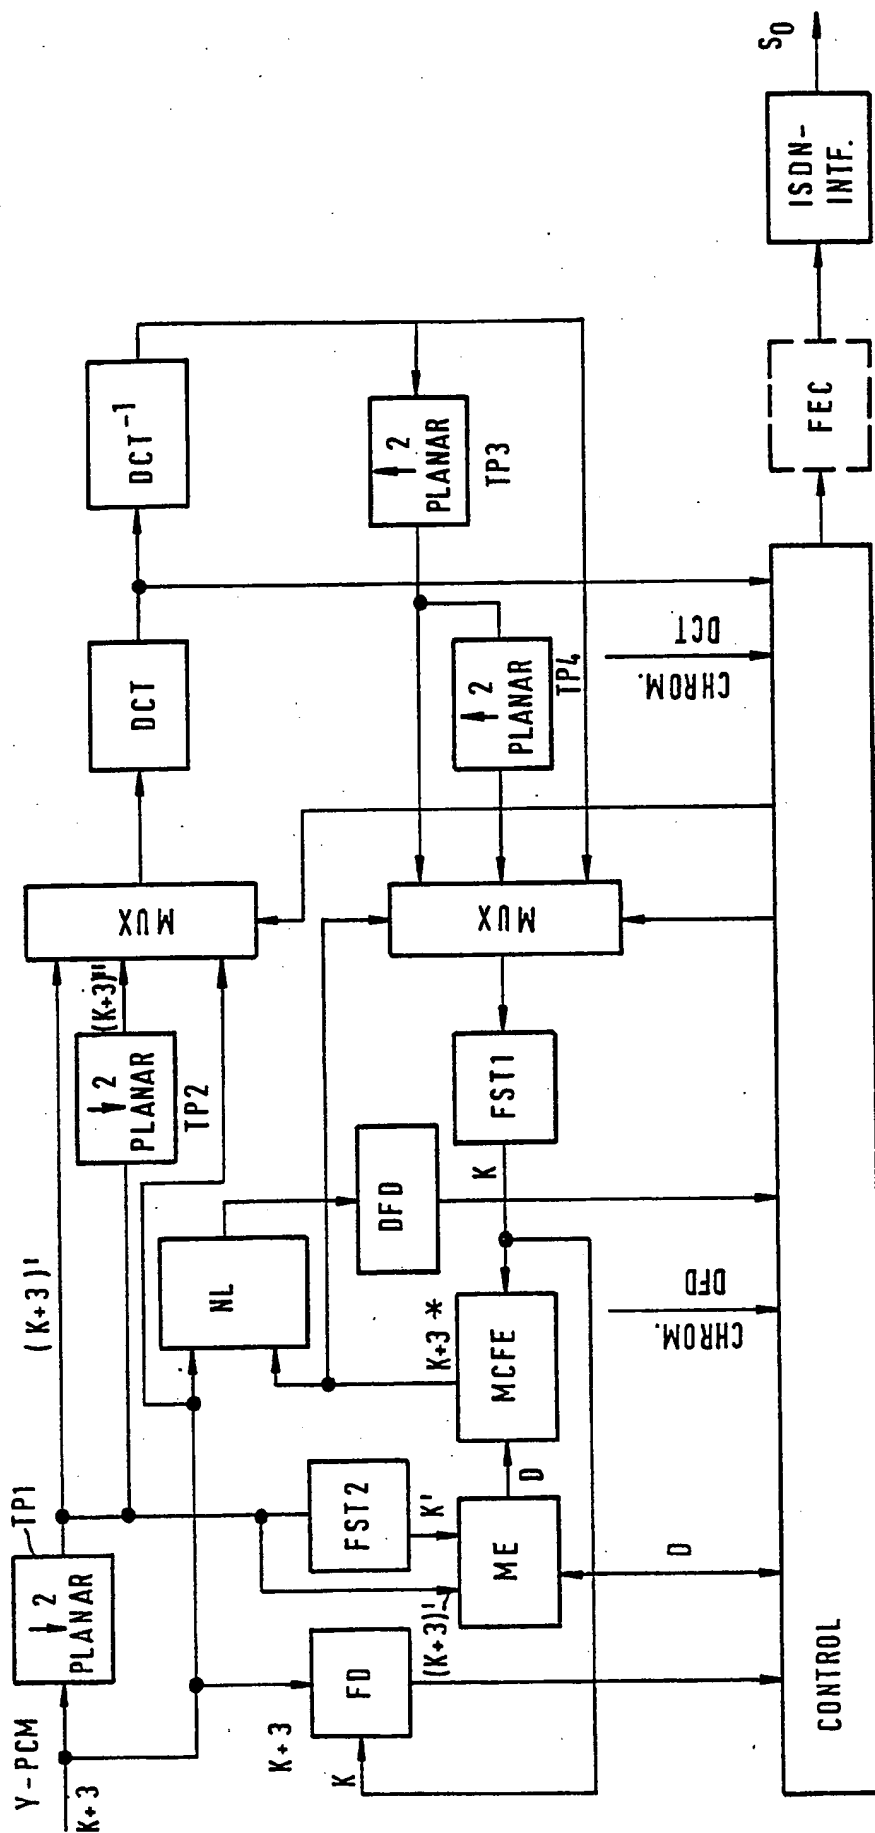 Y-PCM
K+3
↓ 2
PLANAR
TP1
(K+3)'
↓ 2
PLANAR
TP2
(K+3)"
MUX
DCT
DCT⁻¹
K+3
K
FD
FST2
K'
(K+3)'
ME
D
D
NL
K+3 *
MCFE
DFD
K
FST1
MUX
↑ 2
PLANAR
TP3
↑ 2
PLANAR
TP4
CHROM.
DFD
CHROM.
DCT
CONTROL
FEC
ISDN-
INTF.
S₀